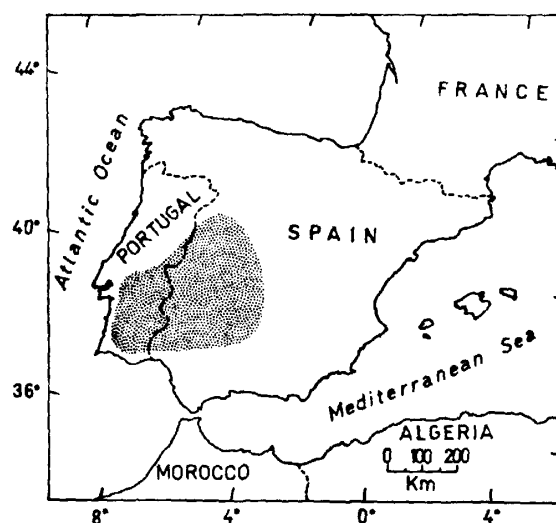 44°
FRANCE
Atlantic Ocean
PORTUGAL
40°
SPAIN
36°
Mediterranean Sea
ALGERIA
0 100 200
Km
MOROCCO
8° 4° 0° 4°